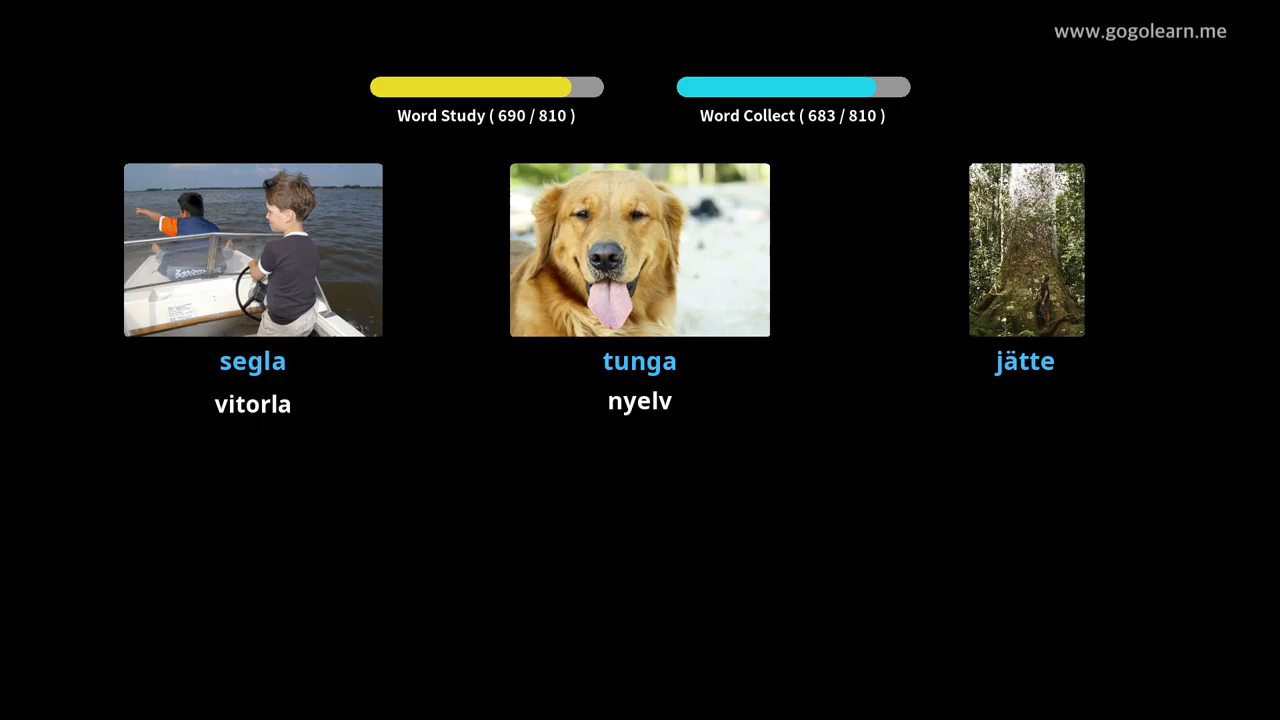 www.gogolearn.me
Word Study ( 690 / 810 )
Word Collect ( 683 / 810 )
segla
tunga
jätte
vitorla
nyelv